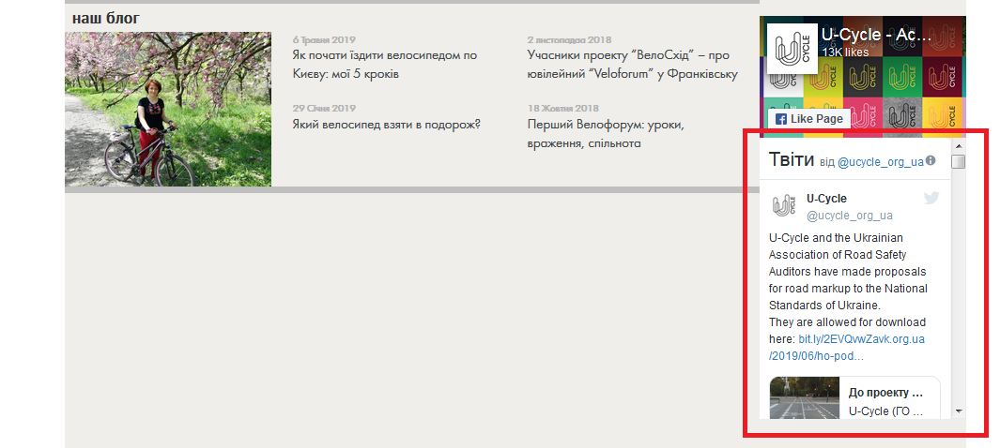 наш блог
6 Травня 2019
Як почати їздити велосипедом по
Києву: мої 5 кроків
2 листопада 2018
Учасники проекту “ВелоСхід” – про
ювілейний “Veloforum” у Франківську
29 Січня 2019
Який велосипед взяти в подорож?
18 Жовтня 2018
Перший Велофорум: уроки,
враження, спільнота
U-Cycle - Ас...
13K likes
CYCLE
Like Page
Твіти від @ucycle_org_ua
CYCLE
U-Cycle
@ucycle_org_ua
U-Cycle and the Ukrainian
Association of Road Safety
Auditors have made proposals
for road markup to the National
Standards of Ukraine.
They are allowed for download
here: bit.ly/2EVQvwZavk.org.ua
/2019/06/ho-pod…
До проекту …
U-Cycle (ГО …